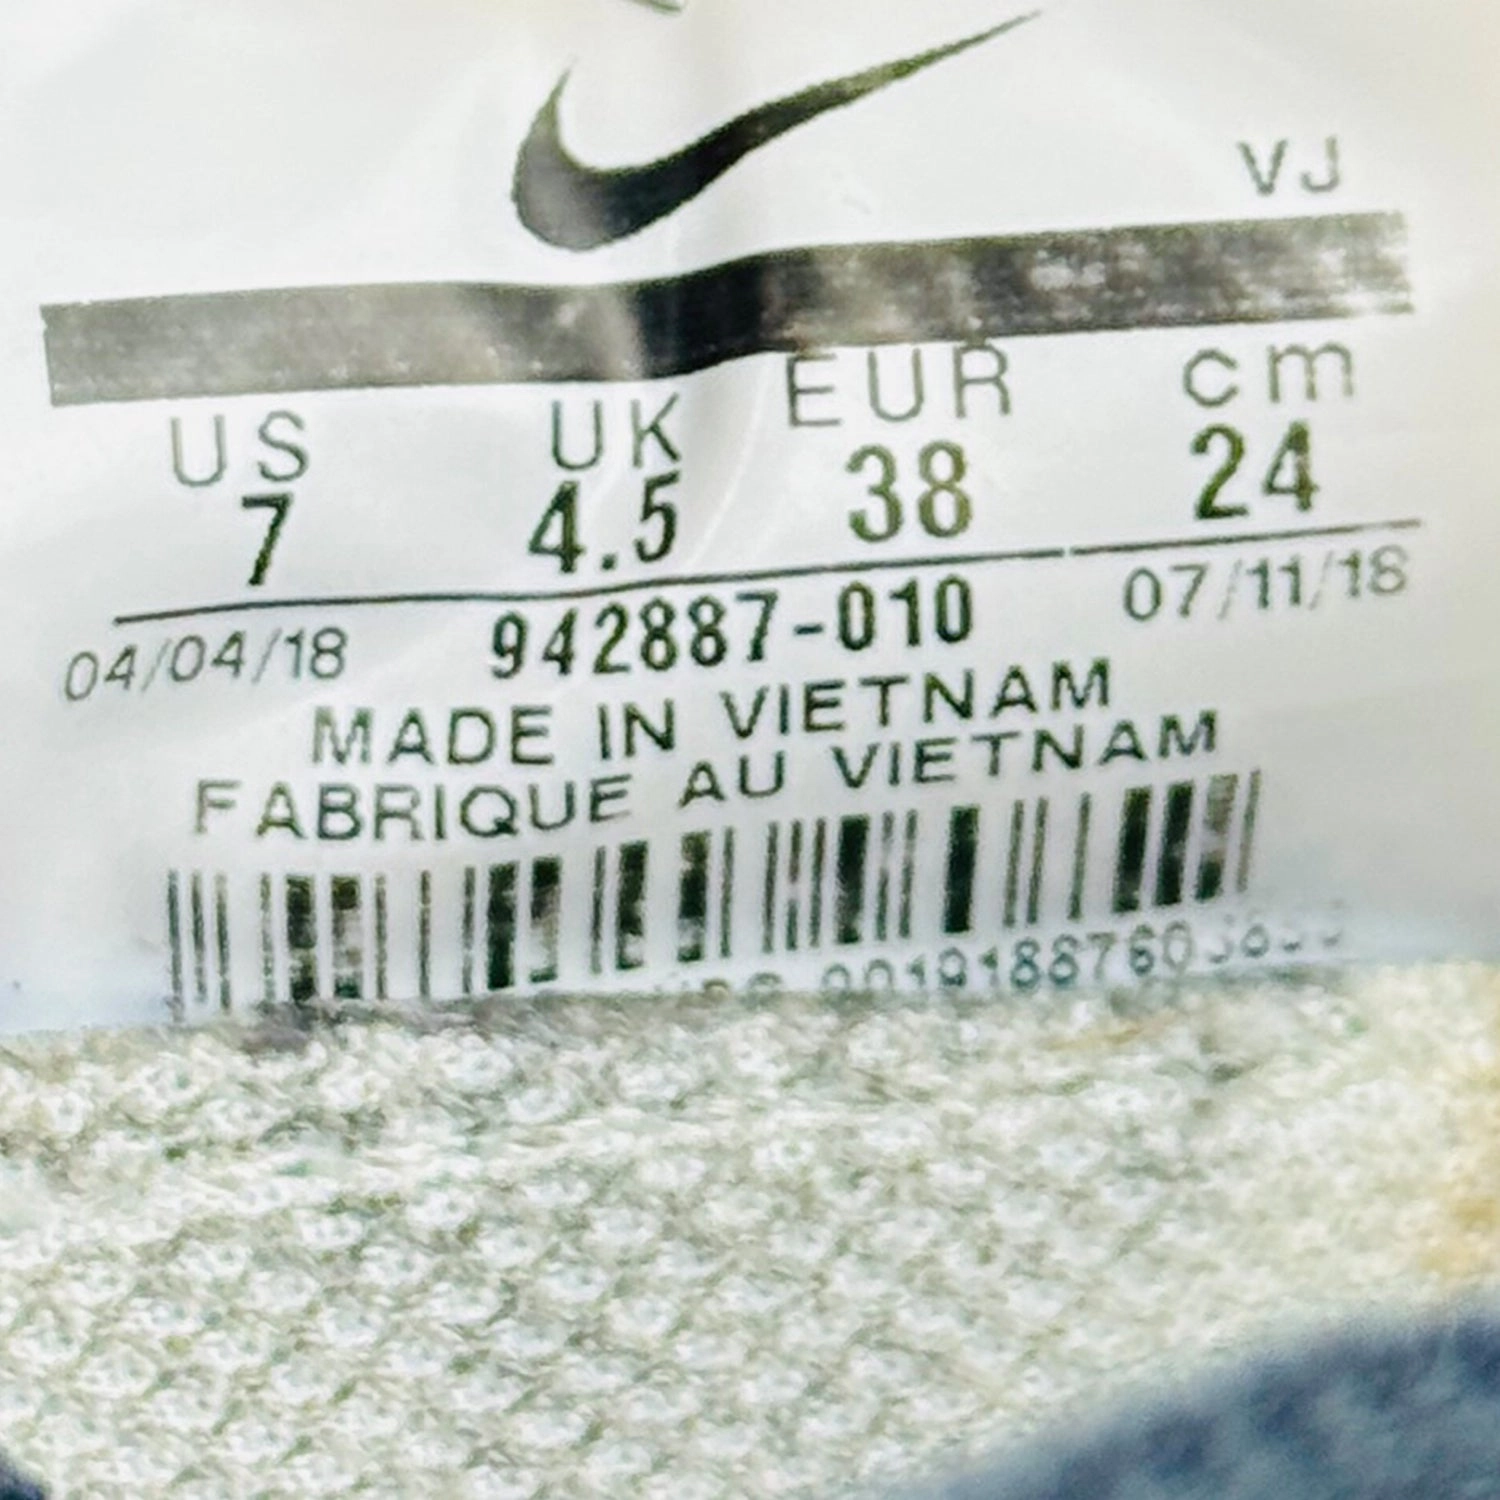 VJ
US UK EUR cm
7 4.5 38 24
04/04/18 942887-010 07/11/18
MADE IN VIETNAM
FABRIQUE AU VIETNAM